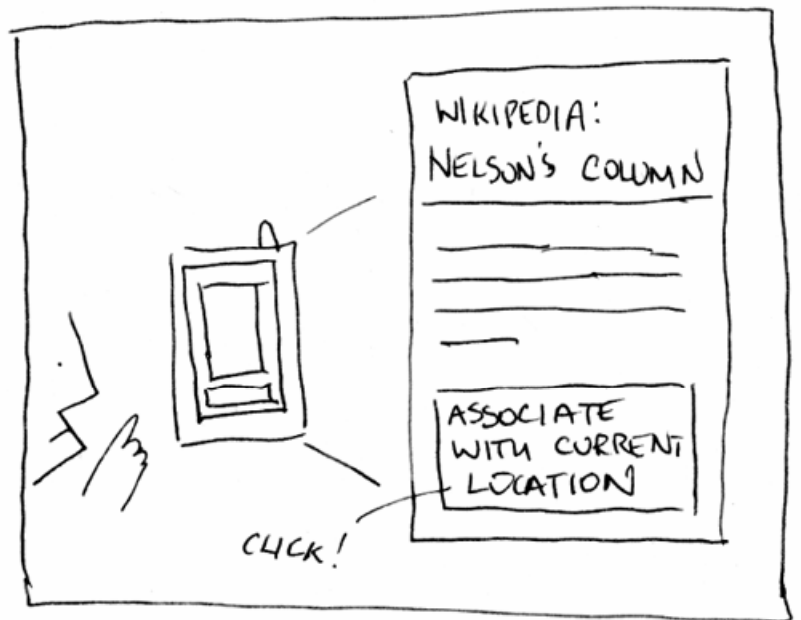 WIKIPEDIA:
NELSON'S COLUMN
ASSOCIATE
WITH CURRENT
LOCATION
CLICK!